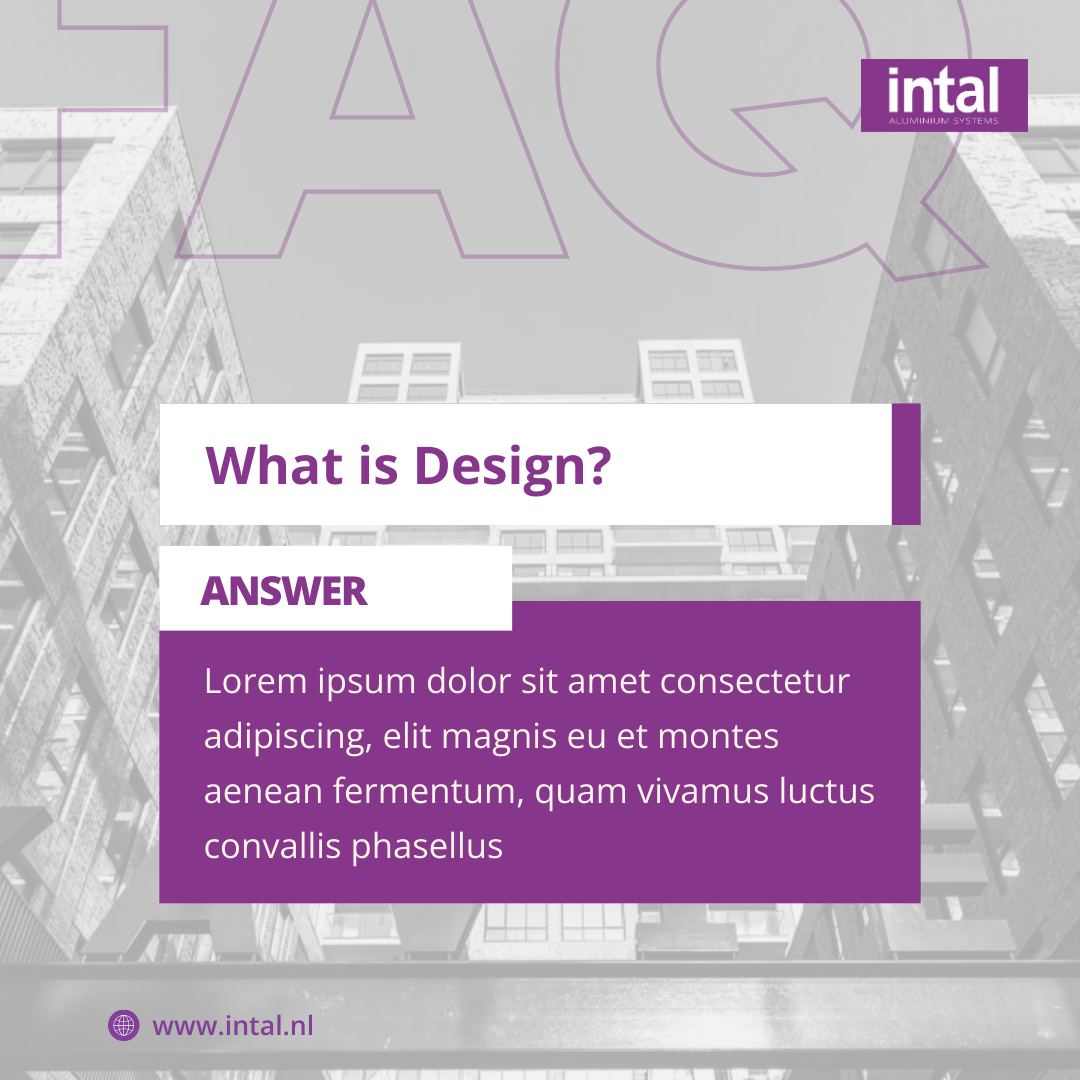 FAQ
intal
ALUMINIUM SYSTEMS
What is Design?
ANSWER
Lorem ipsum dolor sit amet consectetur
adipiscing, elit magnis eu et montes
aenean fermentum, quam vivamus luctus
convallis phasellus
www.intal.nl